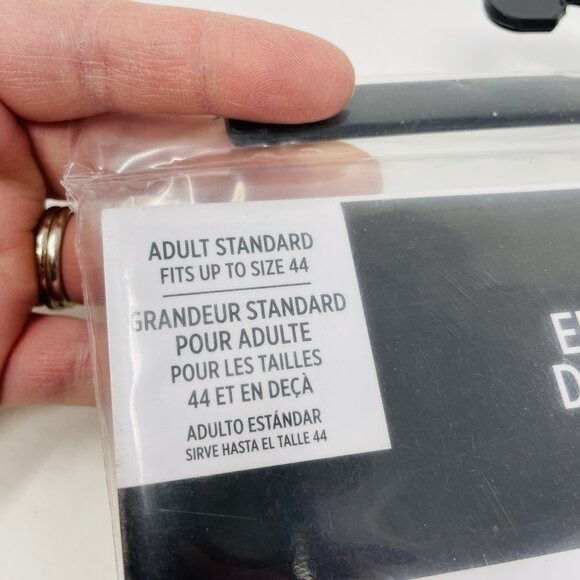 ADULT STANDARD
FITS UP TO SIZE 44
GRANDEUR STANDARD
POUR ADULTE
POUR LES TAILLES
44 ET EN DEÇÀ
ADULTO ESTÁNDAR
SIRVE HASTA EL TALLE 44